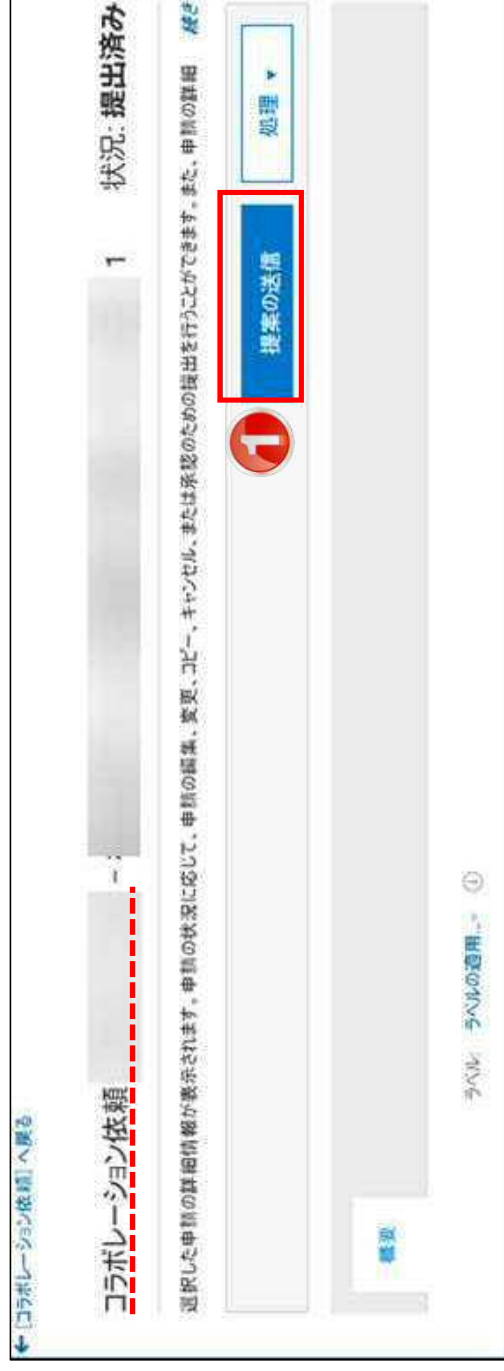 ← [コラボレーション依頼] へ戻る
コラボレーション依頼 - 1 状況: 提出済み
選択した申請の詳細情報が表示されます。申請の状況に応じて、申請の編集、変更、コピー、キャンセル、または承認のための提出を行うことができます。また、申請の詳細 続き
1 提案の送信 処理 ▼
概要
ラベル: ラベルの適用...